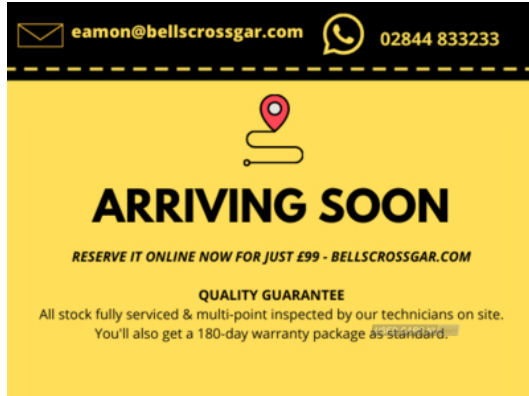 eamon@bellscrossgar.com
02844 833233
ARRIVING SOON
RESERVE IT ONLINE NOW FOR JUST £99 - BELLSCROSSGAR.COM
QUALITY GUARANTEE
All stock fully serviced & multi-point inspected by our technicians on site.
You'll also get a 180-day warranty package as standard.